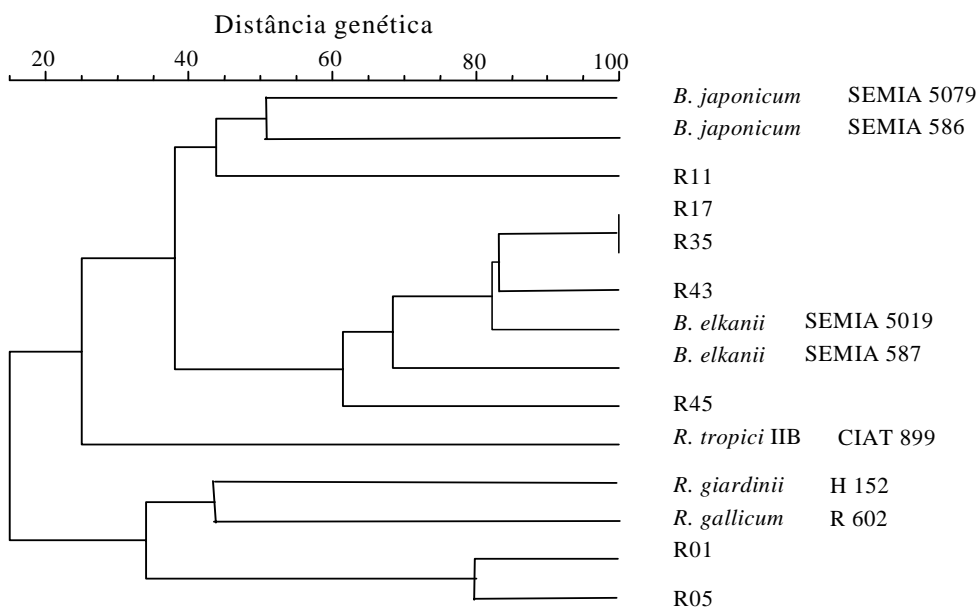 Distância genética
20 40 60 80 100
B. japonicum SEMIA 5079
B. japonicum SEMIA 586
R11
R17
R35
R43
B. elkanii SEMIA 5019
B. elkanii SEMIA 587
R45
R. tropici IIB CIAT 899
R. giardinii H 152
R. gallicum R 602
R01
R05